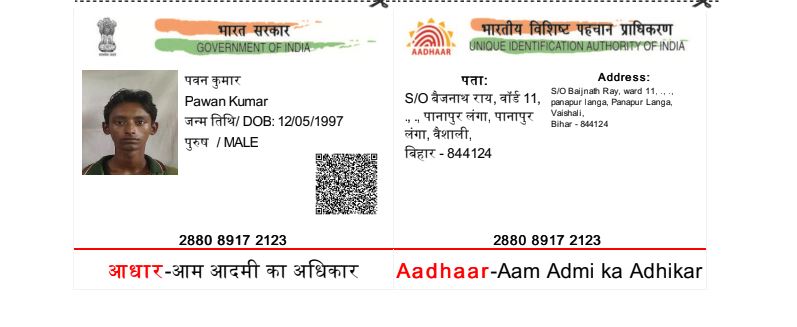 भारत सरकार
GOVERNMENT OF INDIA
पवन कुमार
Pawan Kumar
जन्म तिथि/ DOB: 12/05/1997
पुरुष / MALE
2880 8917 2123
आधार-आम आदमी का अधिकार
AADHAAR
भारतीय विशिष्ट पहचान प्राधिकरण
UNIQUE IDENTIFICATION AUTHORITY OF INDIA
पता:
S/O बैजनाथ राय, वॉर्ड 11,
., ., पानापुर लंगा, पानापुर
लंगा, वैशाली,
बिहार - 844124
Address:
S/O Baijnath Ray, ward 11, ., .,
panapur langa, Panapur Langa,
Vaishali,
Bihar - 844124
2880 8917 2123
Aadhaar-Aam Admi ka Adhikar